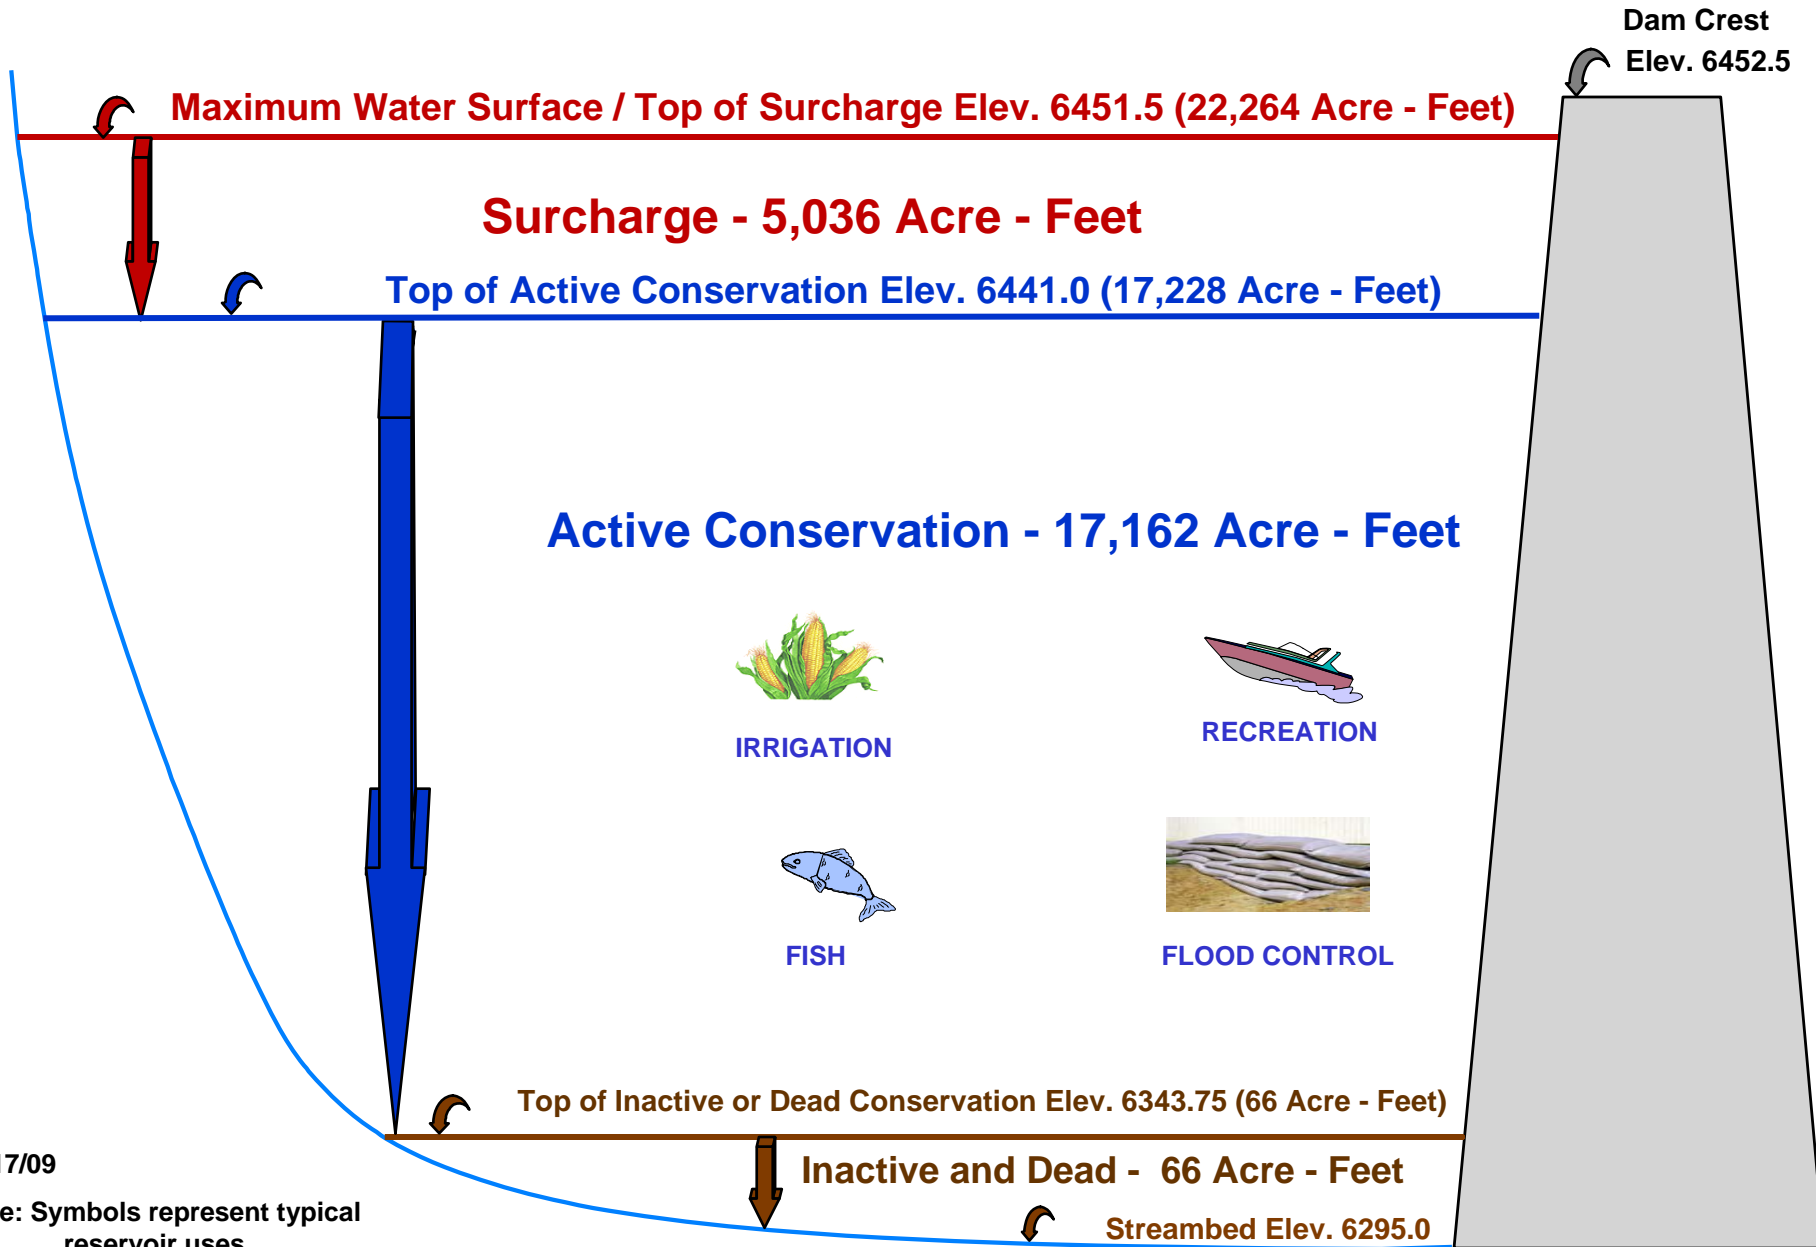 Dam Crest
Elev. 6452.5
Maximum Water Surface / Top of Surcharge Elev. 6451.5 (22,264 Acre - Feet)
Surcharge - 5,036 Acre - Feet
Top of Active Conservation Elev. 6441.0 (17,228 Acre - Feet)
Active Conservation - 17,162 Acre - Feet
IRRIGATION
RECREATION
FISH
FLOOD CONTROL
Top of Inactive or Dead Conservation Elev. 6343.75 (66 Acre - Feet)
Inactive and Dead - 66 Acre - Feet
Streambed Elev. 6295.0
7/09
e: Symbols represent typical
reservoir uses